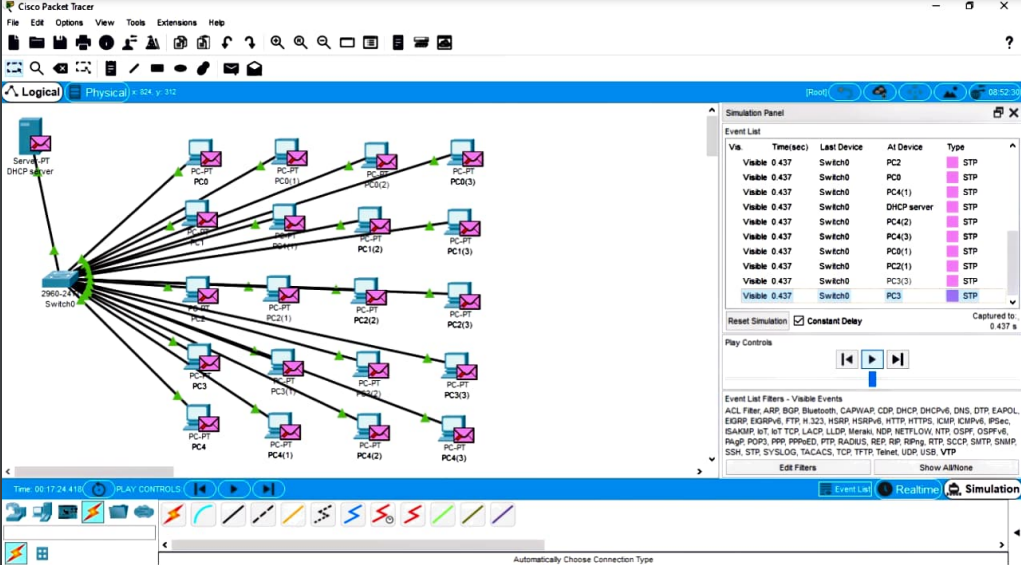 Cisco Packet Tracer
File Edit Options View Tools Extensions Help
?
Logical Physical x: 824, y: 312 [Root] 08:52:30
Server-PT
DHCP server
PC-PT
PC0
PC-PT
PC0(1)
PC-PT
PC0(2)
PC-PT
PC0(3)
PC-PT
PC1
PC-PT
PC1(1)
PC-PT
PC1(2)
PC-PT
PC1(3)
Switch0
PC-PT
PC2
PC-PT
PC2(1)
PC-PT
PC2(2)
PC-PT
PC2(3)
PC-PT
PC3
PC-PT
PC3(1)
PC-PT
PC3(2)
PC-PT
PC3(3)
PC-PT
PC4
PC-PT
PC4(1)
PC-PT
PC4(2)
PC-PT
PC4(3)
Simulation Panel
Event List
Vis. Time(sec) Last Device At Device Type
Visible 0.437 Switch0 PC2 STP
Visible 0.437 Switch0 PC0 STP
Visible 0.437 Switch0 PC4(1) STP
Visible 0.437 Switch0 DHCP server STP
Visible 0.437 Switch0 PC4(2) STP
Visible 0.437 Switch0 PC4(3) STP
Visible 0.437 Switch0 PC0(1) STP
Visible 0.437 Switch0 PC2(1) STP
Visible 0.437 Switch0 PC3(3) STP
Visible 0.437 Switch0 PC3 STP
Reset Simulation Constant Delay Captured to:
0.437 s
Play Controls
Event List Filters - Visible Events
ACL Filter, ARP, BGP, Bluetooth, CAPWAP, CDP, DHCP, DHCPv6, DNS, DTP, EAPOL,
EIGRP, EIGRPv6, FTP, H.323, HSRP, HSRPv6, HTTP, HTTPS, ICMP, ICMPv6, IPSec,
ISAKMP, IoT, IoT TCP, LACP, LLDP, Meraki, NDP, NETFLOW, NTP, OSPF, OSPFv6,
PAgP, POP3, PPP, PPPoED, PTP, RADIUS, REP, RIP, RIPng, RTP, SCCP, SMTP, SNMP,
SSH, STP, SYSLOG, TACACS, TCP, TFTP, Telnet, UDP, USB, VTP
Edit Filters Show All/None
Time: 00:17:24.418 PLAY CONTROLS: Event List Realtime Simulation
Automatically Choose Connection Type